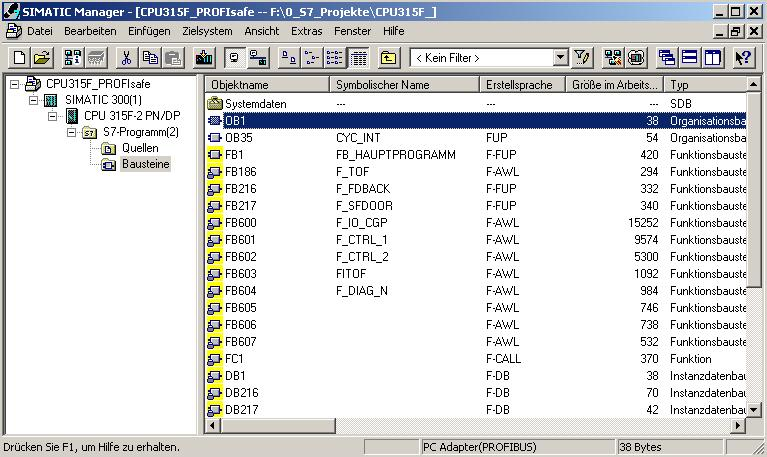 SIMATIC Manager - [CPU315F_PROFIsafe -- F:\0_S7_Projekte\CPU315F_]
Datei Bearbeiten Einfügen Zielsystem Ansicht Extras Fenster Hilfe
< Kein Filter >
CPU315F_PROFIsafe
SIMATIC 300(1)
CPU 315F-2 PN/DP
S7-Programm(2)
Quellen
Bausteine
Objektname Symbolischer Name Erstellsprache Größe im Arbeits... Typ
Systemdaten --- --- --- SDB
OB1 38 Organisationsba
OB35 CYC_INT FUP 54 Organisationsba
FB1 FB_HAUPTPROGRAMM F-FUP 420 Funktionsbauste
FB186 F_TOF F-AWL 294 Funktionsbauste
FB216 F_FDBACK F-FUP 332 Funktionsbauste
FB217 F_SFDOOR F-FUP 340 Funktionsbauste
FB600 F_IO_CGP F-AWL 15252 Funktionsbauste
FB601 F_CTRL_1 F-AWL 9574 Funktionsbauste
FB602 F_CTRL_2 F-AWL 5300 Funktionsbauste
FB603 FITOF F-AWL 1092 Funktionsbauste
FB604 F_DIAG_N F-AWL 984 Funktionsbauste
FB605 F-AWL 746 Funktionsbauste
FB606 F-AWL 738 Funktionsbauste
FB607 F-AWL 532 Funktionsbauste
FC1 F-CALL 370 Funktion
DB1 F-DB 38 Instanzdatenbau
DB216 F-DB 70 Instanzdatenbau
DB217 F-DB 42 Instanzdatenbau
Drücken Sie F1, um Hilfe zu erhalten. PC Adapter(PROFIBUS) 38 Bytes